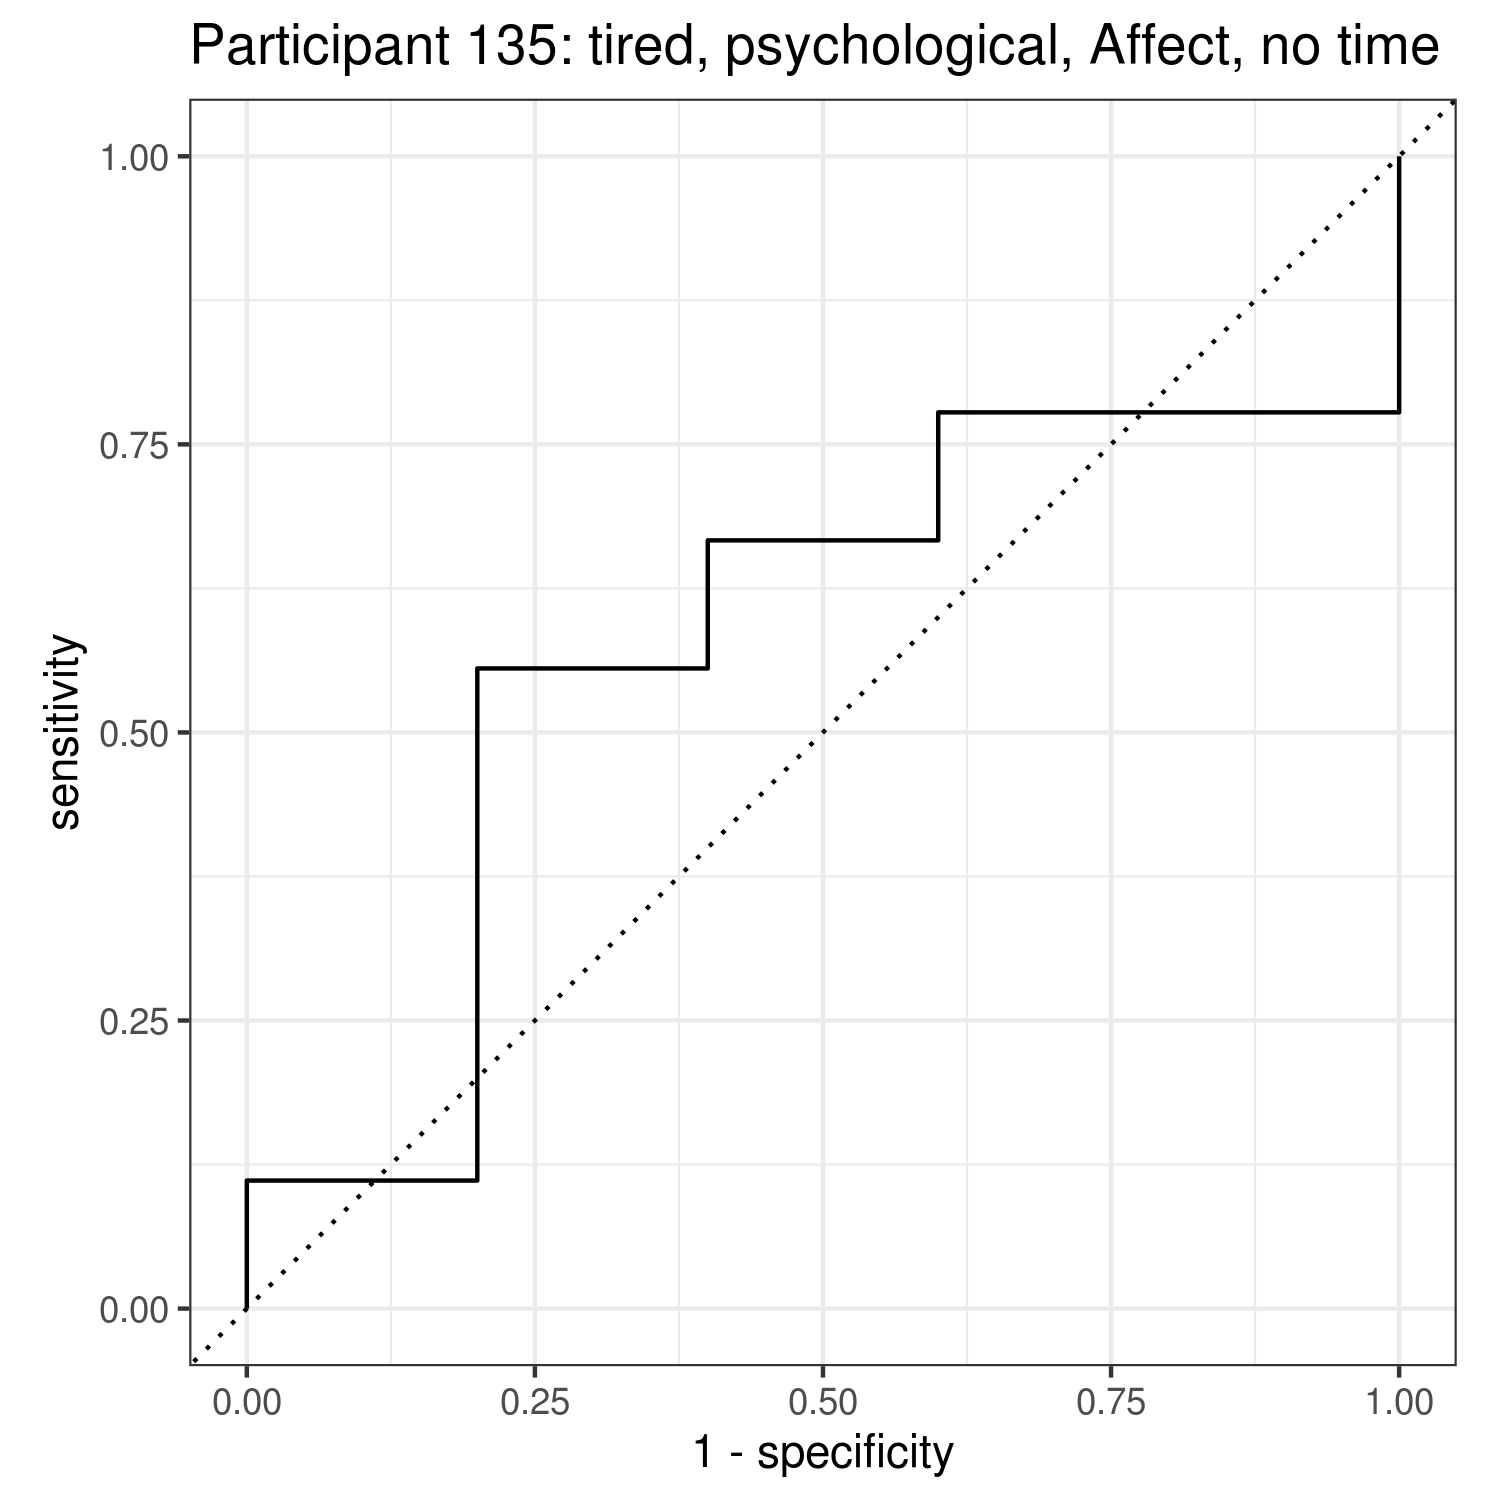 Participant 135: tired, psychological, Affect, no time
1.00
0.75
0.50
0.25
0.00
sensitivity
0.00 0.25 0.50 0.75 1.00
1 - specificity